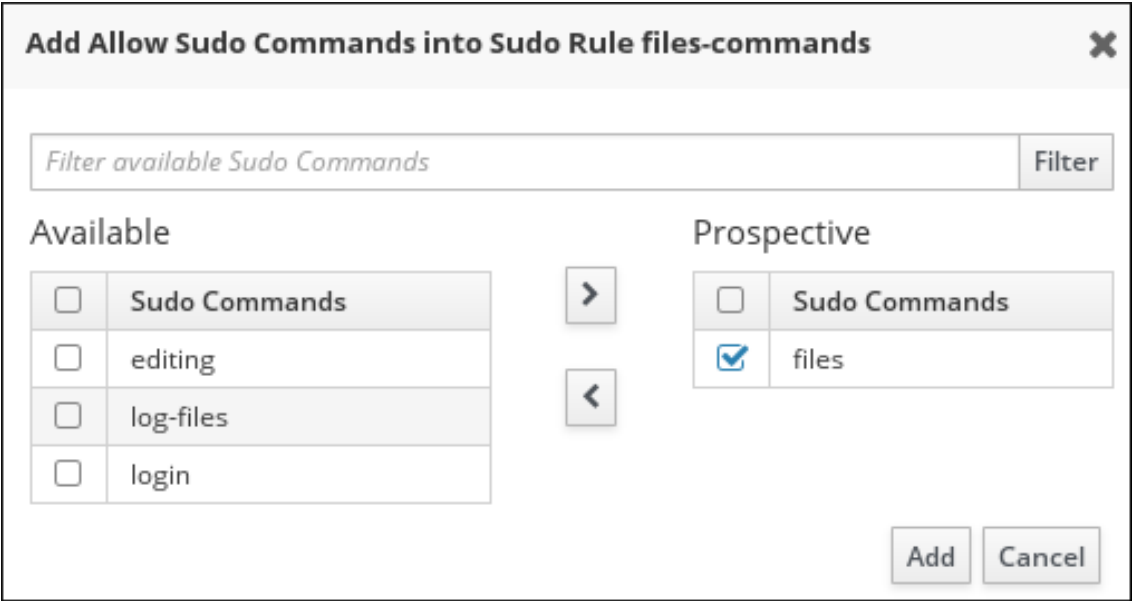 Add Allow Sudo Commands into Sudo Rule files-commands
Filter available Sudo Commands
Filter
Available
Prospective
Sudo Commands
editing
log-files
login
Sudo Commands
files
Add
Cancel